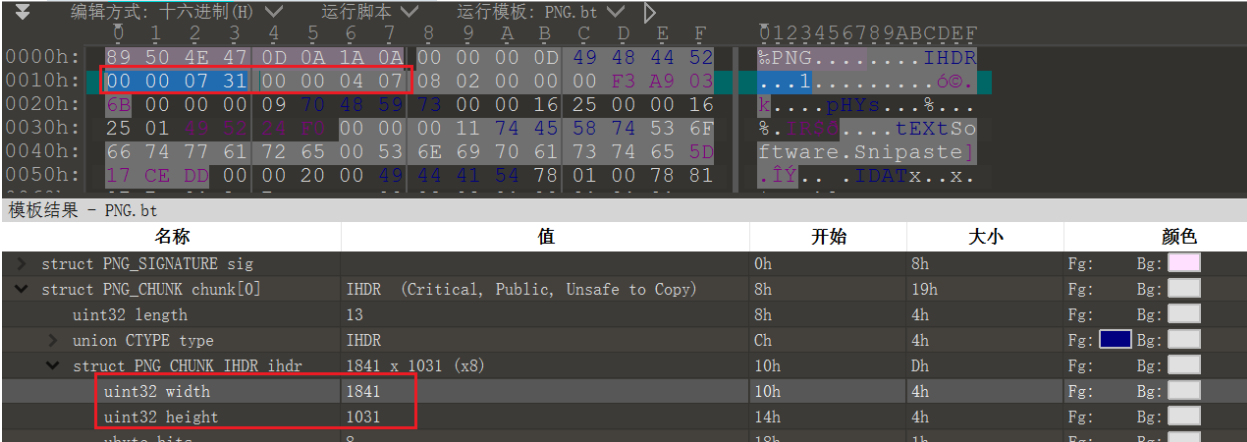 编辑方式: 十六进制(H) 运行脚本 运行模板: PNG.bt
0 1 2 3 4 5 6 7 8 9 A B C D E F 0123456789ABCDEF
0000h: 89 50 4E 47 0D 0A 1A 0A 00 00 00 0D 49 48 44 52 ‰PNG........IHDR
0010h: 00 00 07 31 00 00 04 07 08 02 00 00 00 F3 A9 03 ...1.........ó©.
0020h: 6B 00 00 00 09 70 48 59 73 00 00 16 25 00 00 16 k....pHYs...%...
0030h: 25 01 49 52 24 F0 00 00 00 11 74 45 58 74 53 6F %.IR$ð....tEXtSo
0040h: 66 74 77 61 72 65 00 53 6E 69 70 61 73 74 65 5D ftware.Snipaste]
0050h: 17 CE DD 00 00 20 00 49 44 41 54 78 01 00 78 81 .ÎÝ.. .IDATx..x.
模板结果 - PNG.bt
名称 值 开始 大小 颜色
struct PNG_SIGNATURE sig 0h 8h Fg: Bg:
struct PNG_CHUNK chunk[0] IHDR (Critical, Public, Unsafe to Copy) 8h 19h Fg: Bg:
uint32 length 13 8h 4h Fg: Bg:
union CTYPE type IHDR Ch 4h Fg: Bg:
struct PNG_CHUNK_IHDR ihdr 1841 x 1031 (x8) 10h Dh Fg: Bg:
uint32 width 1841 10h 4h Fg: Bg:
uint32 height 1031 14h 4h Fg: Bg:
ubyte bits 8 18h 1h Fg: Bg: